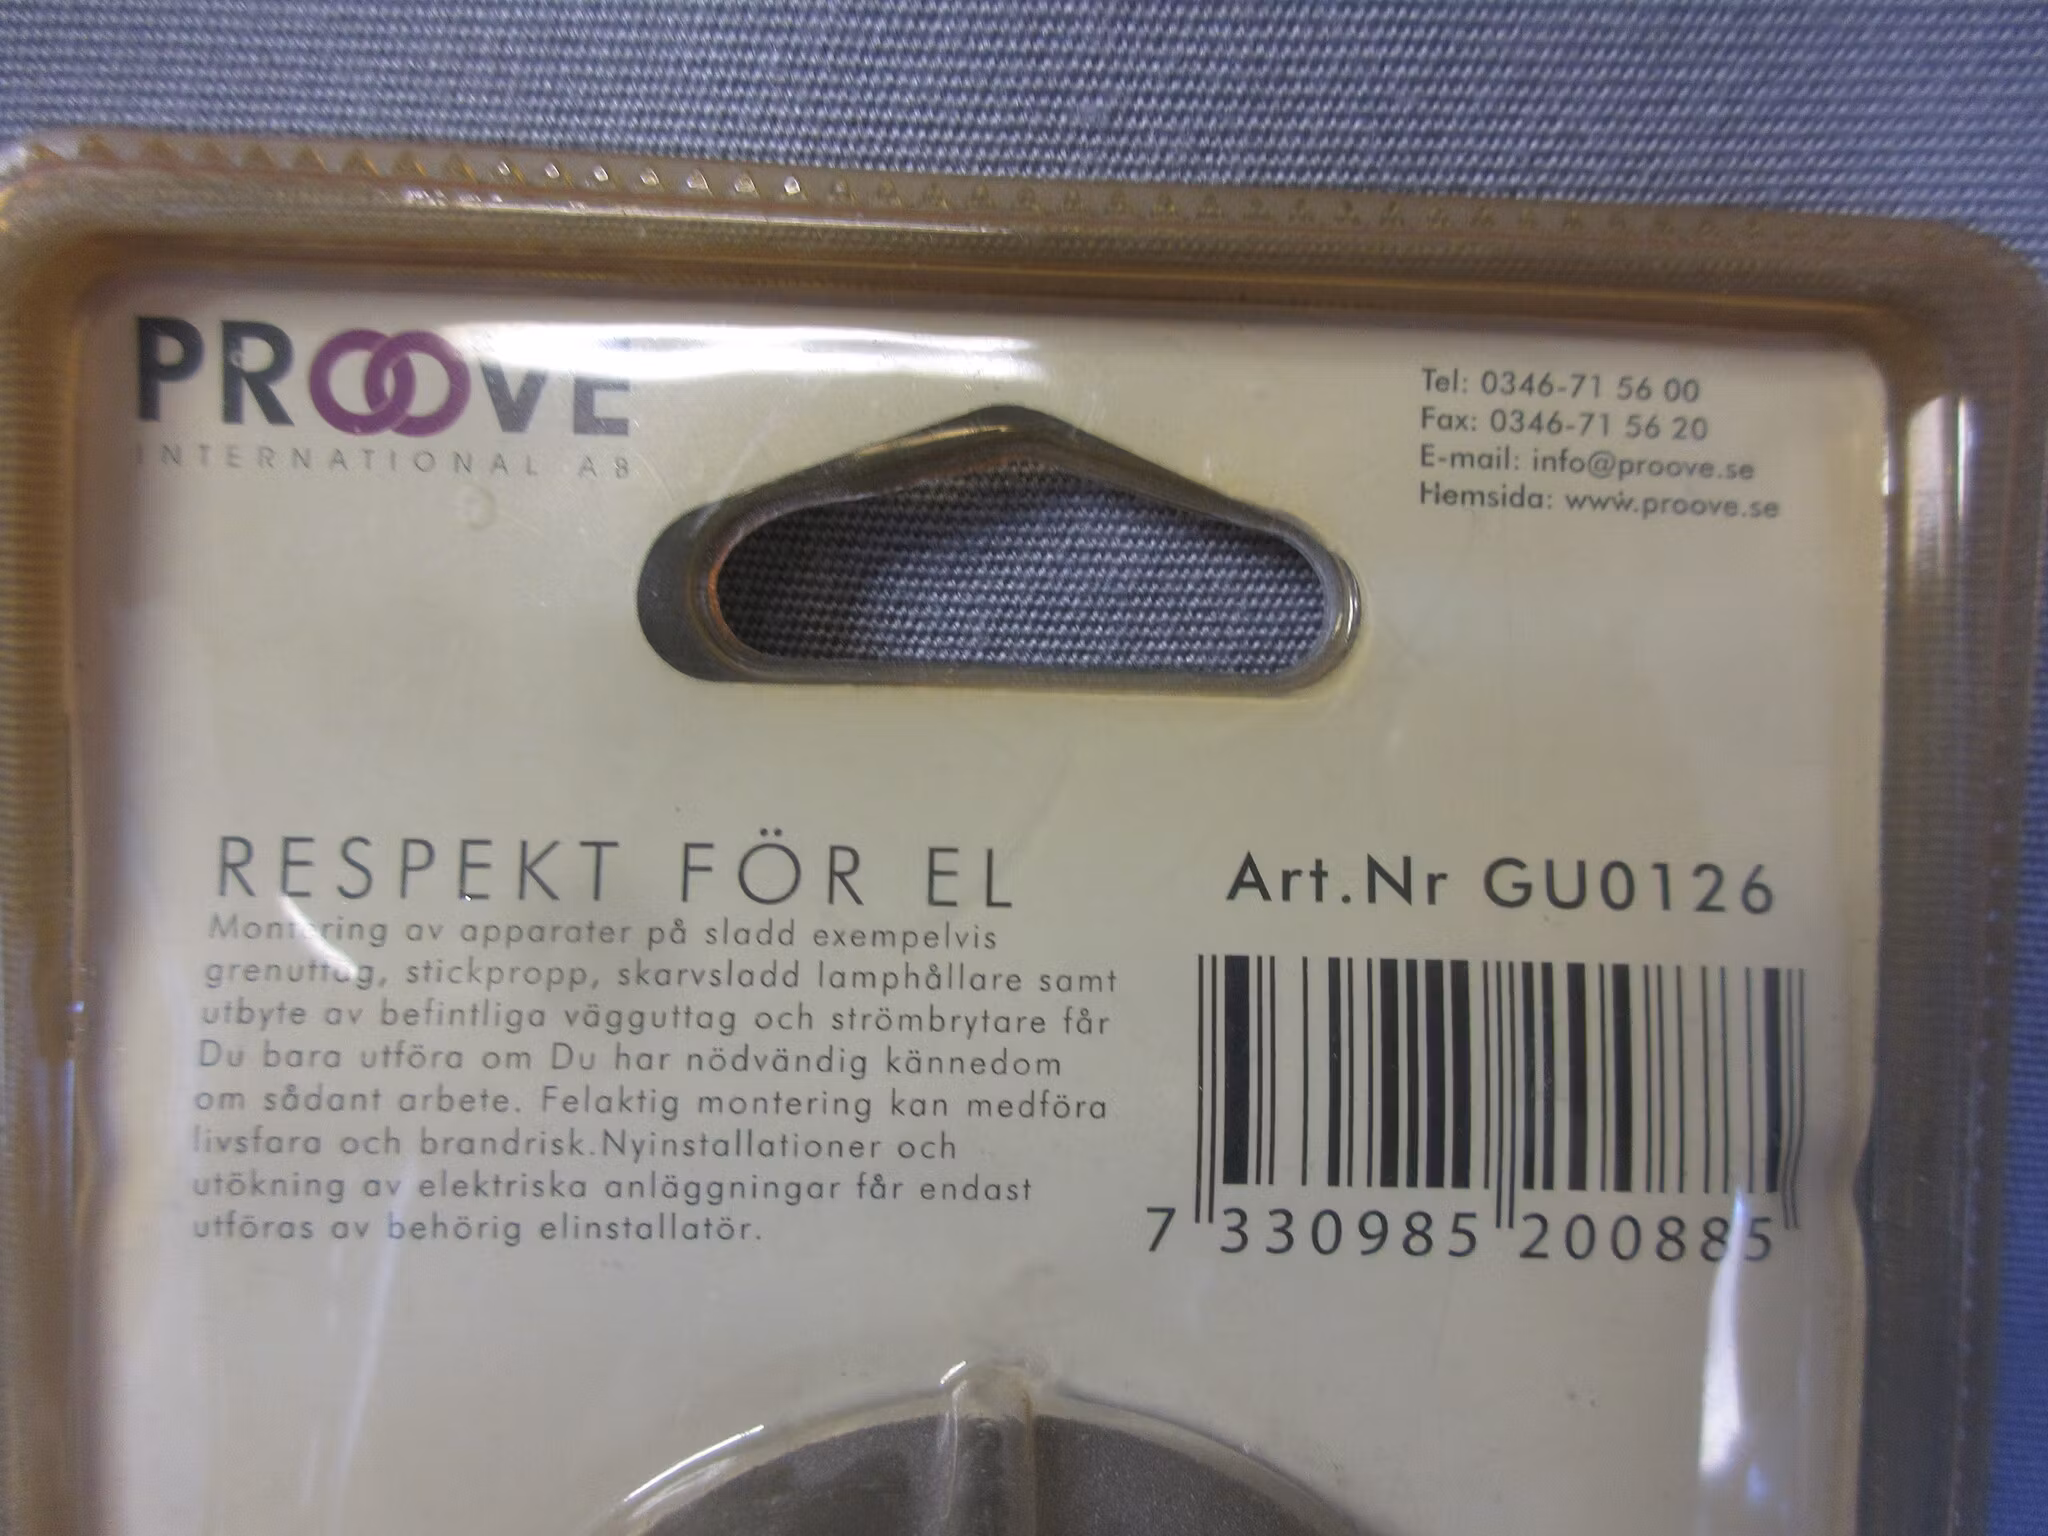 PROOVE
INTERNATIONAL AB
Tel: 0346-71 56 00
Fax: 0346-71 56 20
E-mail: info@proove.se
Hemsida: www.proove.se
RESPEKT FÖR EL
Montering av apparater på sladd exempelvis
grenuttag, stickpropp, skarvsladd lamphållare samt
utbyte av befintliga vägguttag och strömbrytare får
Du bara utföra om Du har nödvändig kännedom
om sådant arbete. Felaktig montering kan medföra
livsfara och brandrisk.Nyinstallationer och
utökning av elektriska anläggningar får endast
utföras av behörig elinstallatör.
Art.Nr GU0126
7 330985 200885